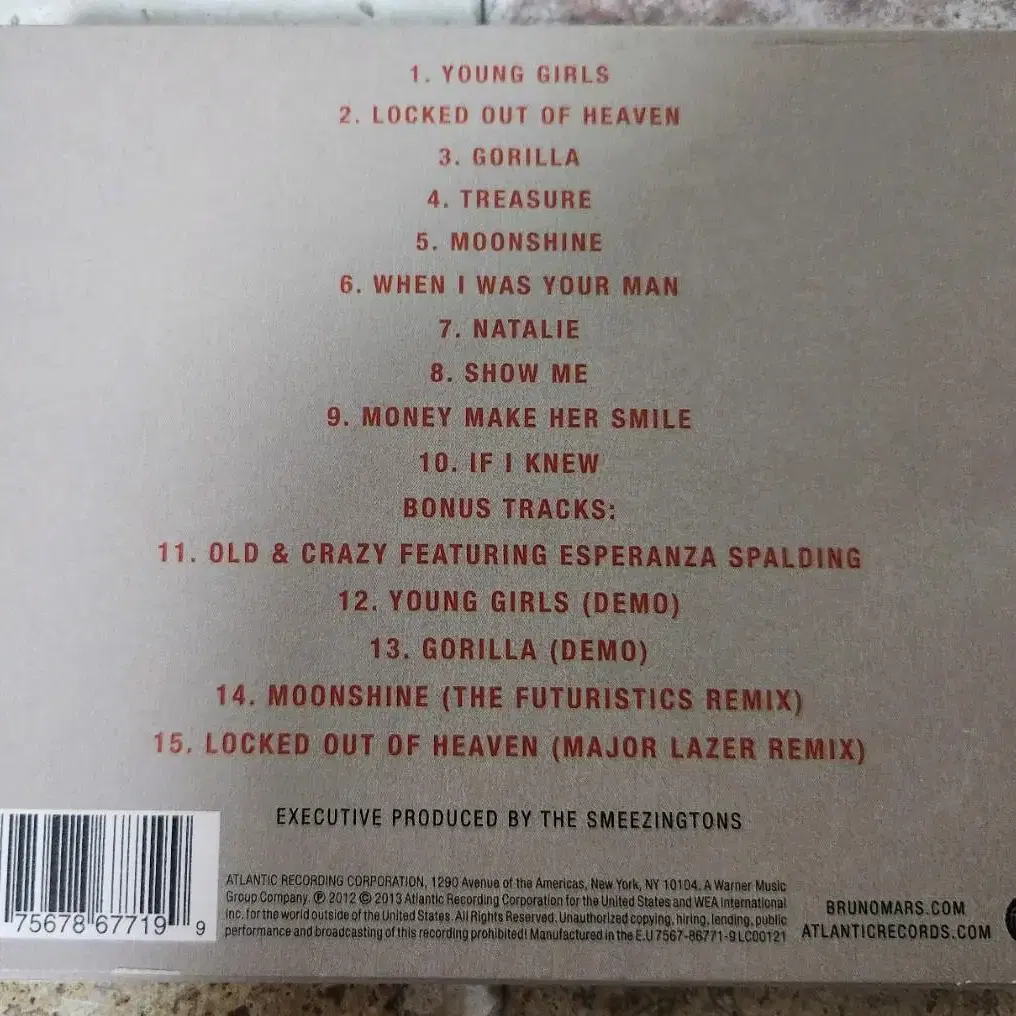 1. YOUNG GIRLS
2. LOCKED OUT OF HEAVEN
3. GORILLA
4. TREASURE
5. MOONSHINE
6. WHEN I WAS YOUR MAN
7. NATALIE
8. SHOW ME
9. MONEY MAKE HER SMILE
10. IF I KNEW
BONUS TRACKS:
11. OLD & CRAZY FEATURING ESPERANZA SPALDING
12. YOUNG GIRLS (DEMO)
13. GORILLA (DEMO)
14. MOONSHINE (THE FUTURISTICS REMIX)
15. LOCKED OUT OF HEAVEN (MAJOR LAZER REMIX)
EXECUTIVE PRODUCED BY THE SMEEZINGTONS
ATLANTIC RECORDING CORPORATION, 1290 Avenue of the Americas, New York, NY 10104. A Warner Music
Group Company. ℗ 2012 © 2013 Atlantic Recording Corporation for the United States and WEA International
Inc. for the world outside of the United States. All Rights Reserved. Unauthorized copying, hiring, lending, public
performance and broadcasting of this recording prohibited! Manufactured in the E.U 7567-86771-9 LC00121
BRUNOMARS.COM
ATLANTICRECORDS.COM
75678 67719 9